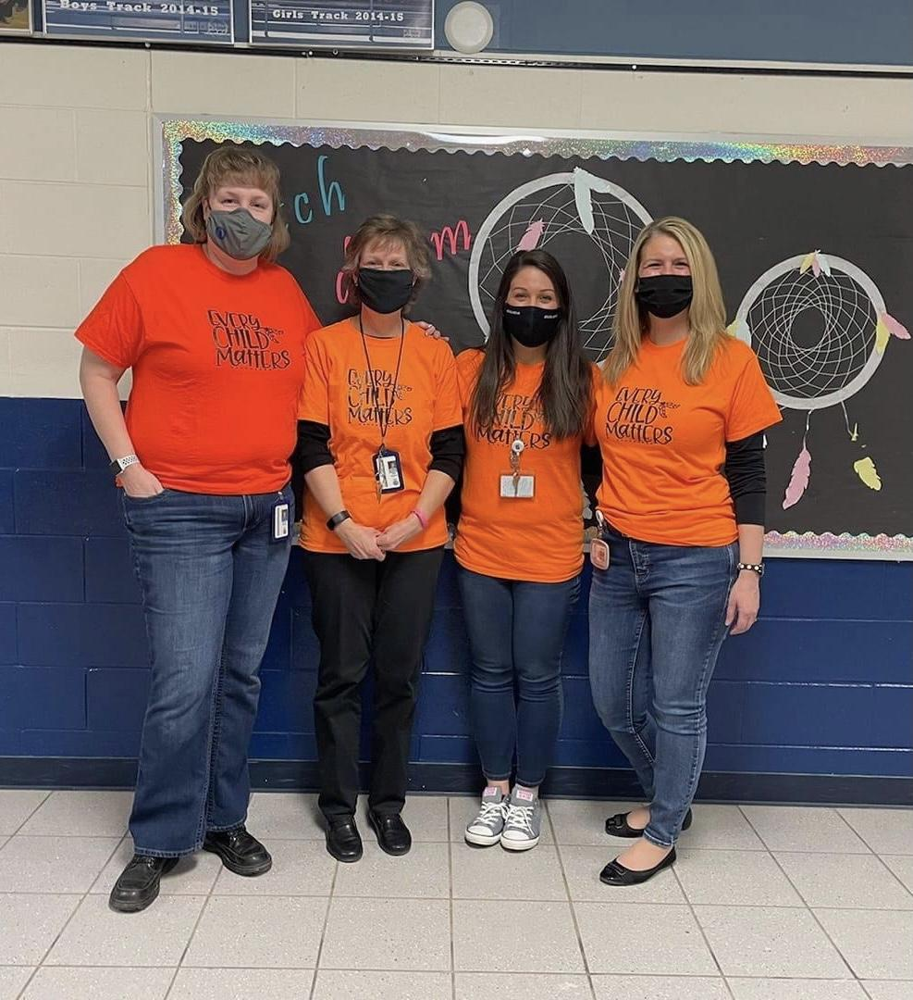 Boys Track 2014-15
Girls Track 2014-15
ch
m
EVERY
CHILD
MATTERS
EVERY
CHILD
MATTERS
EVERY
CHILD
MATTERS
EVERY
CHILD
MATTERS